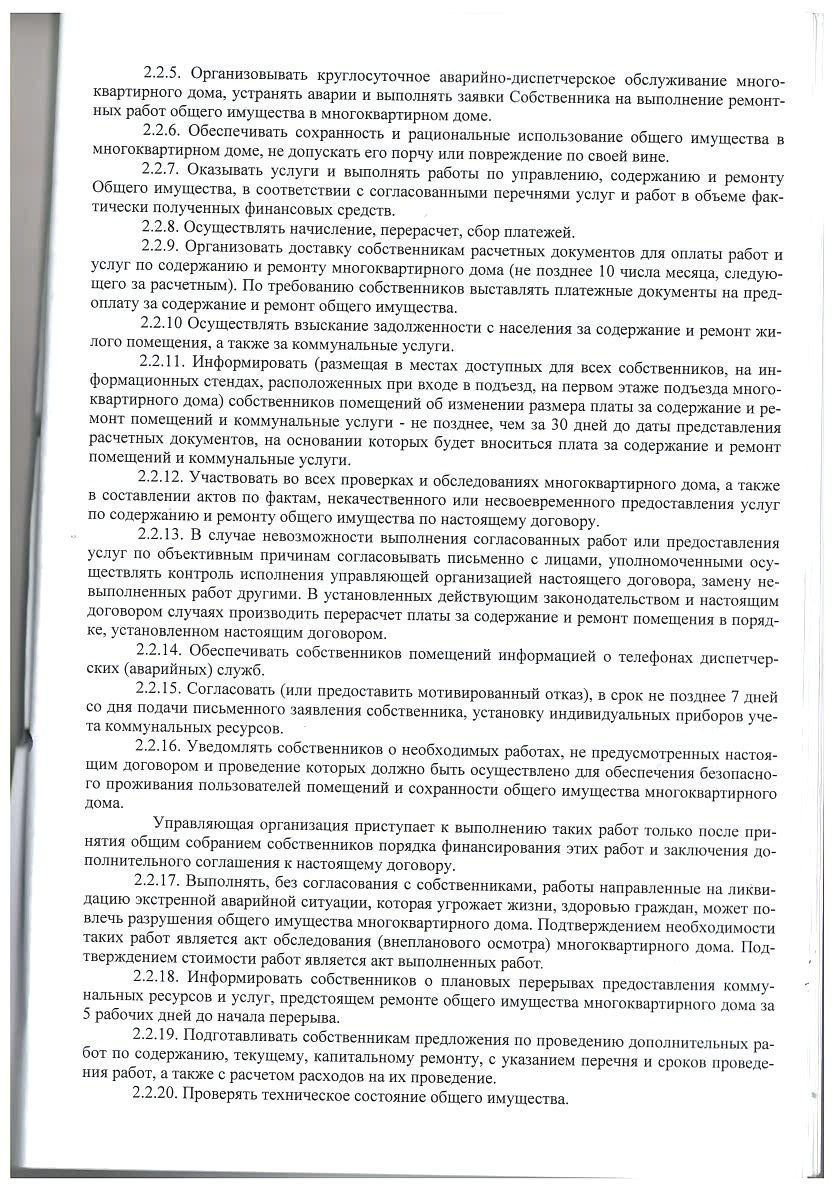 2.2.5. Организовывать круглосуточное аварийно-диспетчерское обслуживание много-
квартирного дома, устранять аварии и выполнять заявки Собственника на выполнение ремонт-
ных работ общего имущества в многоквартирном доме.
2.2.6. Обеспечивать сохранность и рациональные использование общего имущества в
многоквартирном доме, не допускать его порчу или повреждение по своей вине.
2.2.7. Оказывать услуги и выполнять работы по управлению, содержанию и ремонту
Общего имущества, в соответствии с согласованными перечнями услуг и работ в объеме фак-
тически полученных финансовых средств.
2.2.8. Осуществлять начисление, перерасчет, сбор платежей.
2.2.9. Организовать доставку собственникам расчетных документов для оплаты работ и
услуг по содержанию и ремонту многоквартирного дома (не позднее 10 числа месяца, следую-
щего за расчетным). По требованию собственников выставлять платежные документы на пред-
оплату за содержание и ремонт общего имущества.
2.2.10 Осуществлять взыскание задолженности с населения за содержание и ремонт жи-
лого помещения, а также за коммунальные услуги.
2.2.11. Информировать (размещая в местах доступных для всех собственников, на ин-
формационных стендах, расположенных при входе в подъезд, на первом этаже подъезда много-
квартирного дома) собственников помещений об изменении размера платы за содержание и ре-
монт помещений и коммунальные услуги - не позднее, чем за 30 дней до даты представления
расчетных документов, на основании которых будет вноситься плата за содержание и ремонт
помещений и коммунальные услуги.
2.2.12. Участвовать во всех проверках и обследованиях многоквартирного дома, а также
в составлении актов по фактам, некачественного или несвоевременного предоставления услуг
по содержанию и ремонту общего имущества по настоящему договору.
2.2.13. В случае невозможности выполнения согласованных работ или предоставления
услуг по объективным причинам согласовывать письменно с лицами, уполномоченными осу-
ществлять контроль исполнения управляющей организацией настоящего договора, замену не-
выполненных работ другими. В установленных действующим законодательством и настоящим
договором случаях производить перерасчет платы за содержание и ремонт помещения в поряд-
ке, установленном настоящим договором.
2.2.14. Обеспечивать собственников помещений информацией о телефонах диспетчер-
ских (аварийных) служб.
2.2.15. Согласовать (или предоставить мотивированный отказ), в срок не позднее 7 дней
со дня подачи письменного заявления собственника, установку индивидуальных приборов уче-
та коммунальных ресурсов.
2.2.16. Уведомлять собственников о необходимых работах, не предусмотренных настоя-
щим договором и проведение которых должно быть осуществлено для обеспечения безопасно-
го проживания пользователей помещений и сохранности общего имущества многоквартирного
дома.
Управляющая организация приступает к выполнению таких работ только после при-
нятия общим собранием собственников порядка финансирования этих работ и заключения до-
полнительного соглашения к настоящему договору.
2.2.17. Выполнять, без согласования с собственниками, работы направленные на ликви-
дацию экстренной аварийной ситуации, которая угрожает жизни, здоровью граждан, может по-
влечь разрушения общего имущества многоквартирного дома. Подтверждением необходимости
таких работ является акт обследования (внепланового осмотра) многоквартирного дома. Под-
тверждением стоимости работ является акт выполненных работ.
2.2.18. Информировать собственников о плановых перерывах предоставления комму-
нальных ресурсов и услуг, предстоящем ремонте общего имущества многоквартирного дома за
5 рабочих дней до начала перерыва.
2.2.19. Подготавливать собственникам предложения по проведению дополнительных ра-
бот по содержанию, текущему, капитальному ремонту, с указанием перечня и сроков проведе-
ния работ, а также с расчетом расходов на их проведение.
2.2.20. Проверять техническое состояние общего имущества.